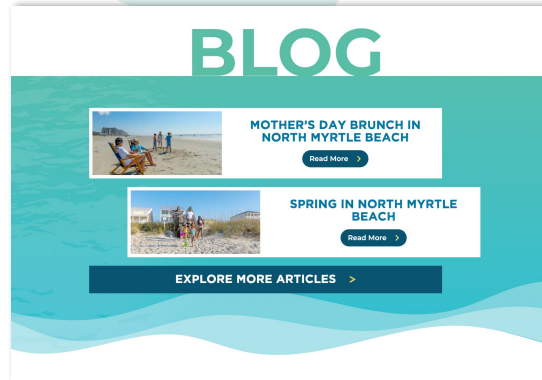 BLOG
MOTHER'S DAY BRUNCH IN
NORTH MYRTLE BEACH
Read More >
SPRING IN NORTH MYRTLE
BEACH
Read More >
EXPLORE MORE ARTICLES >